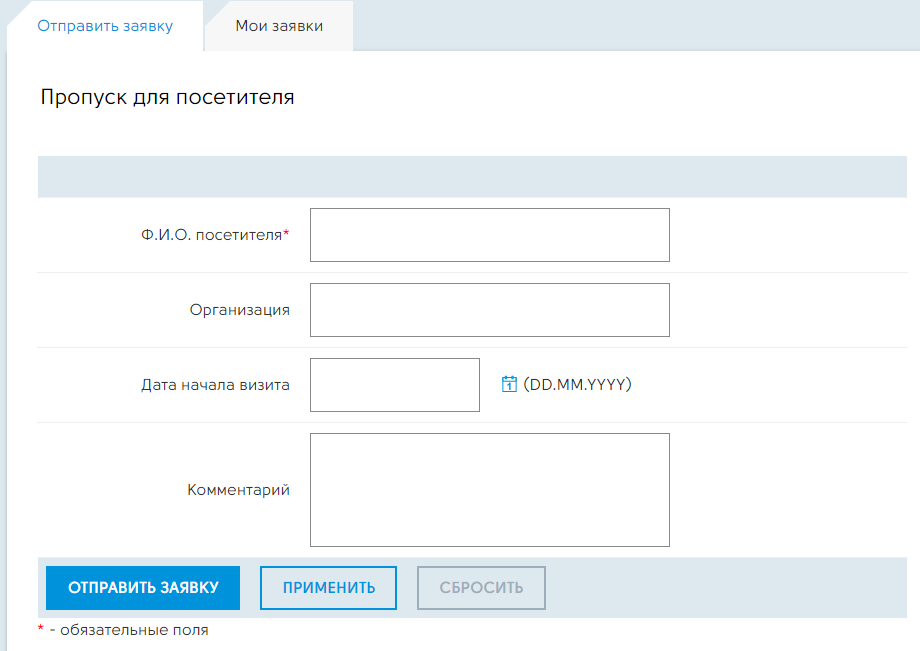 Отправить заявку Мои заявки
Пропуск для посетителя
Ф.И.О. посетителя*
Организация
Дата начала визита 1 (DD.MM.YYYY)
Комментарий
ОТПРАВИТЬ ЗАЯВКУ ПРИМЕНИТЬ СБРОСИТЬ
* - обязательные поля